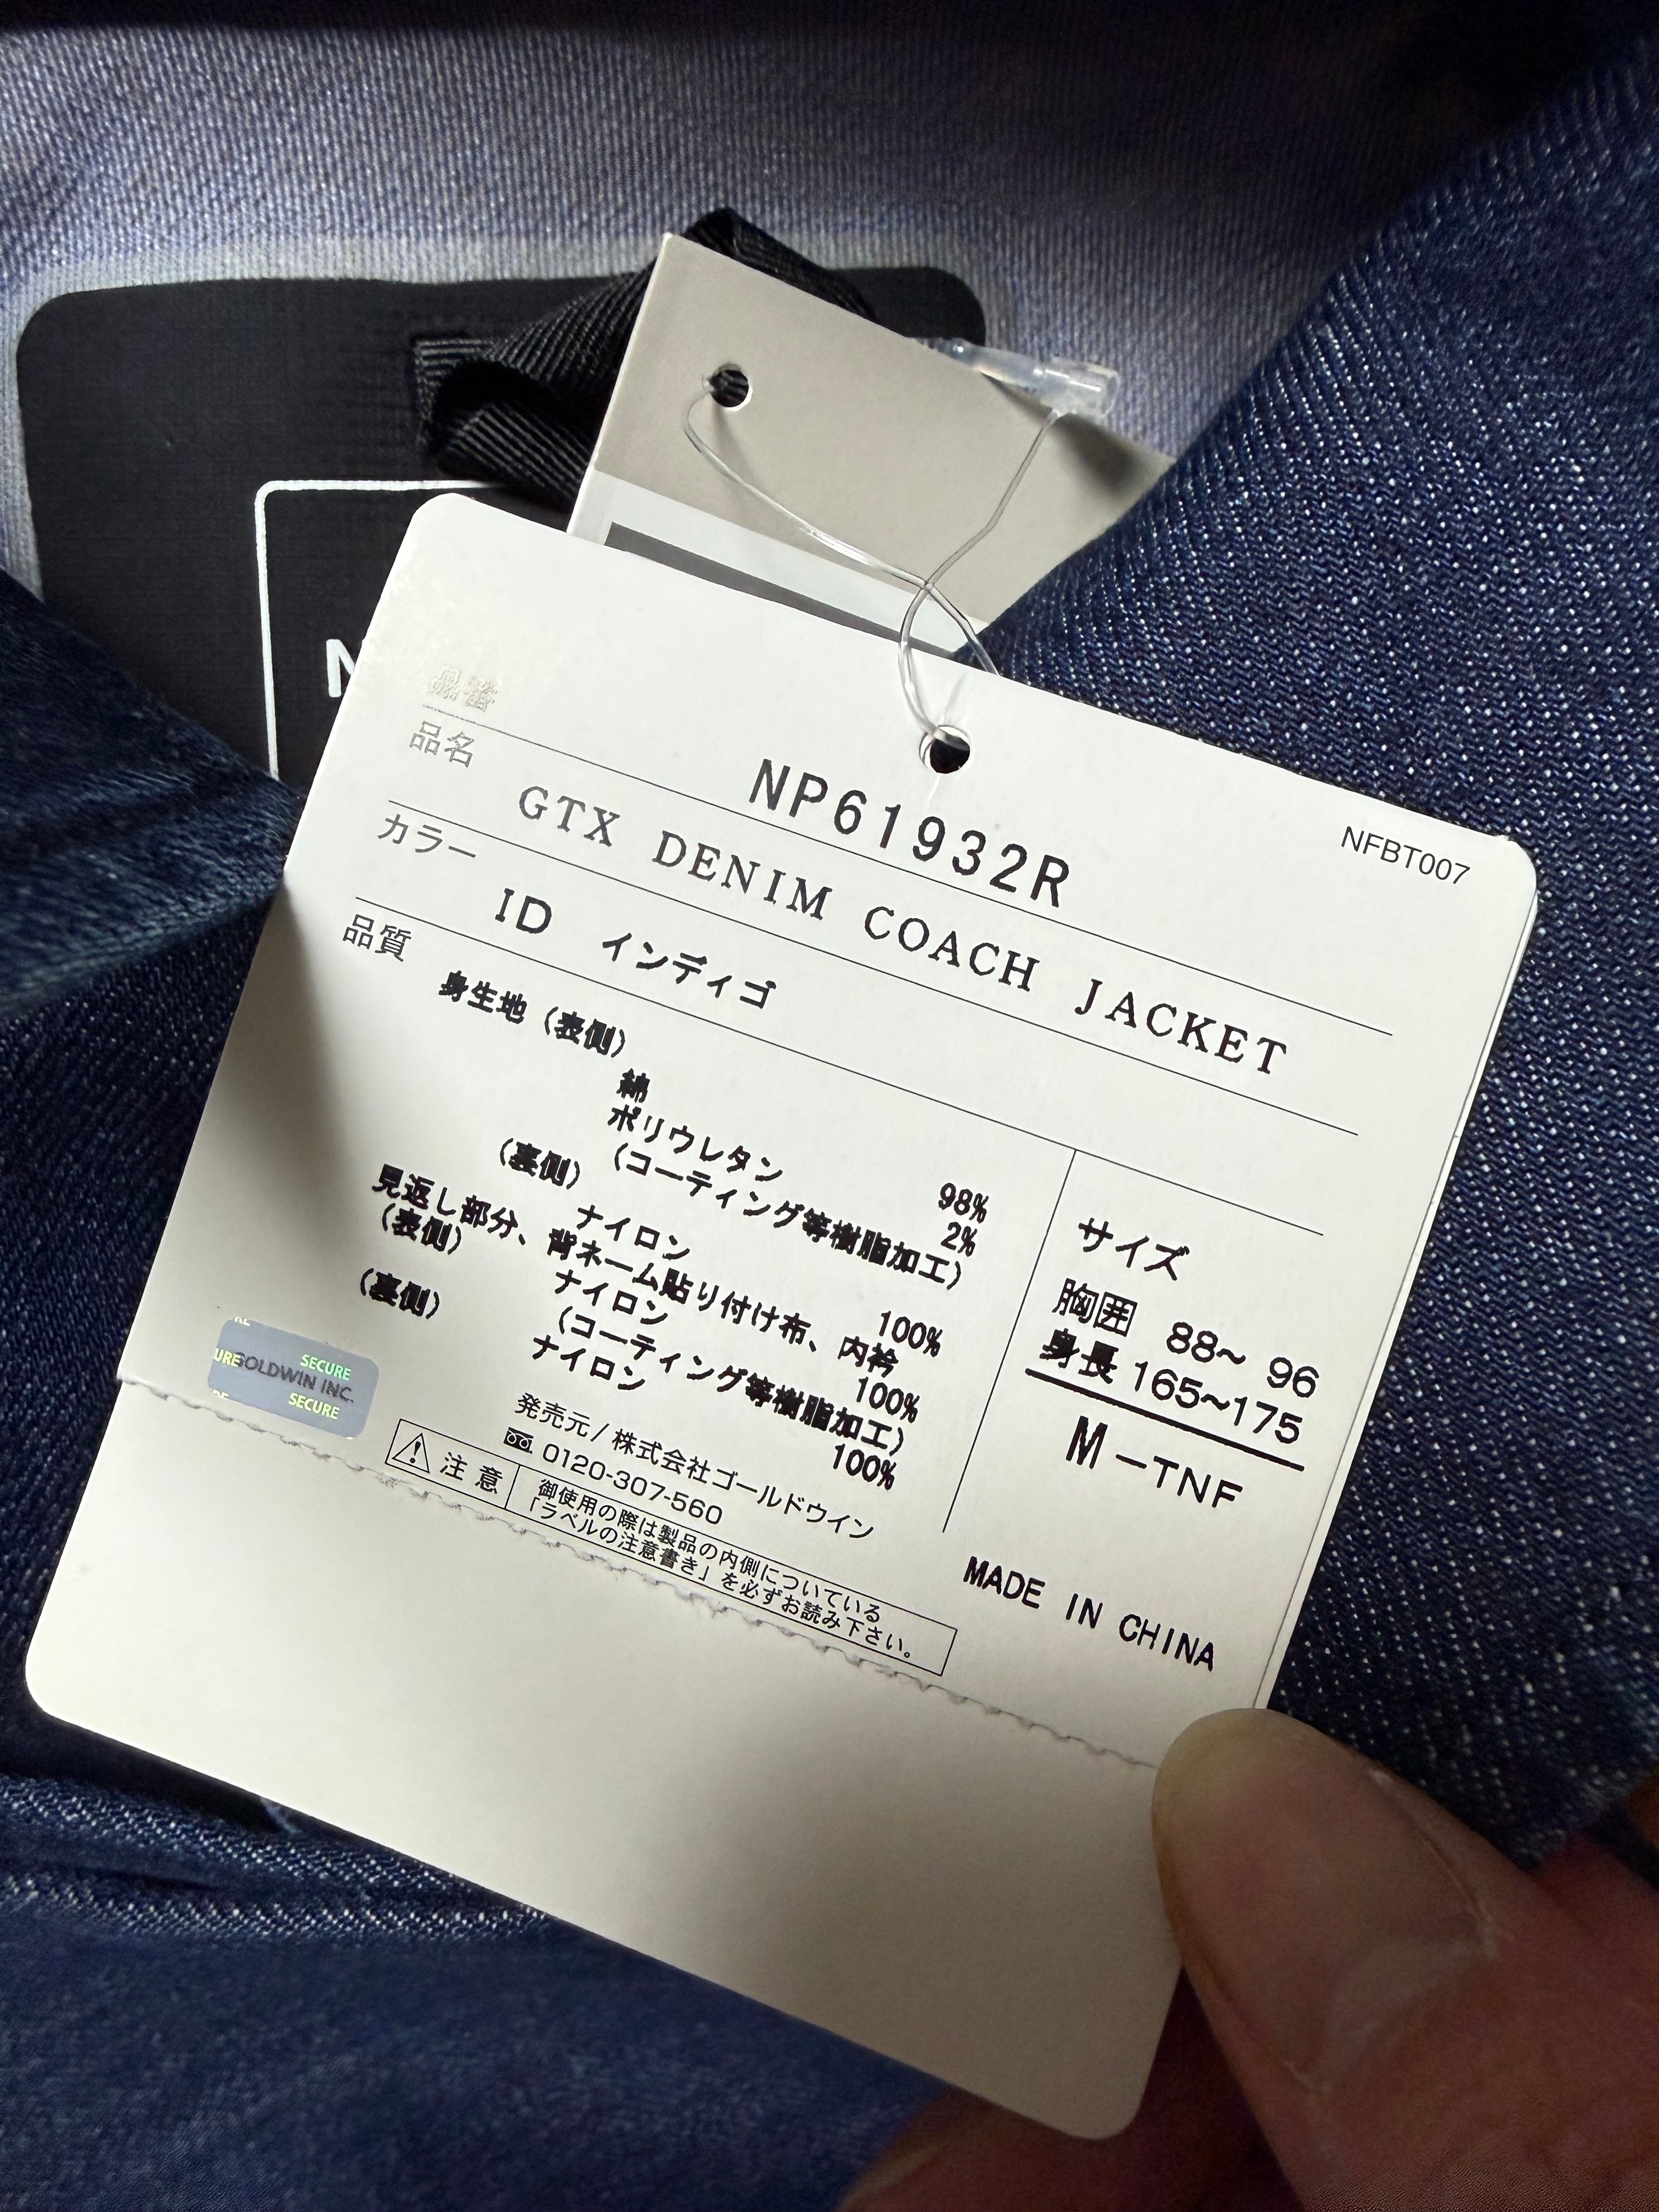 N
品番
NP61932R
NFBT007
品名
GTX DENIM COACH JACKET
カラー
ID インディゴ
品質
身生地(表側)
綿 98%
ポリウレタン 2%
(コーティング等樹脂加工)
(裏側) ナイロン 100%
見返し部分、背ネーム貼り付け布、内衿
(表側) ナイロン 100%
(コーティング等樹脂加工)
(裏側) ナイロン 100%
サイズ
胸囲 88~ 96
身長 165~175
M-TNF
SECURE
GOLDWIN INC.
SECURE
発売元/株式会社ゴールドウイン
0120-307-560
注意
御使用の際は製品の内側についている
「ラベルの注意書き」を必ずお読み下さい。
MADE IN CHINA